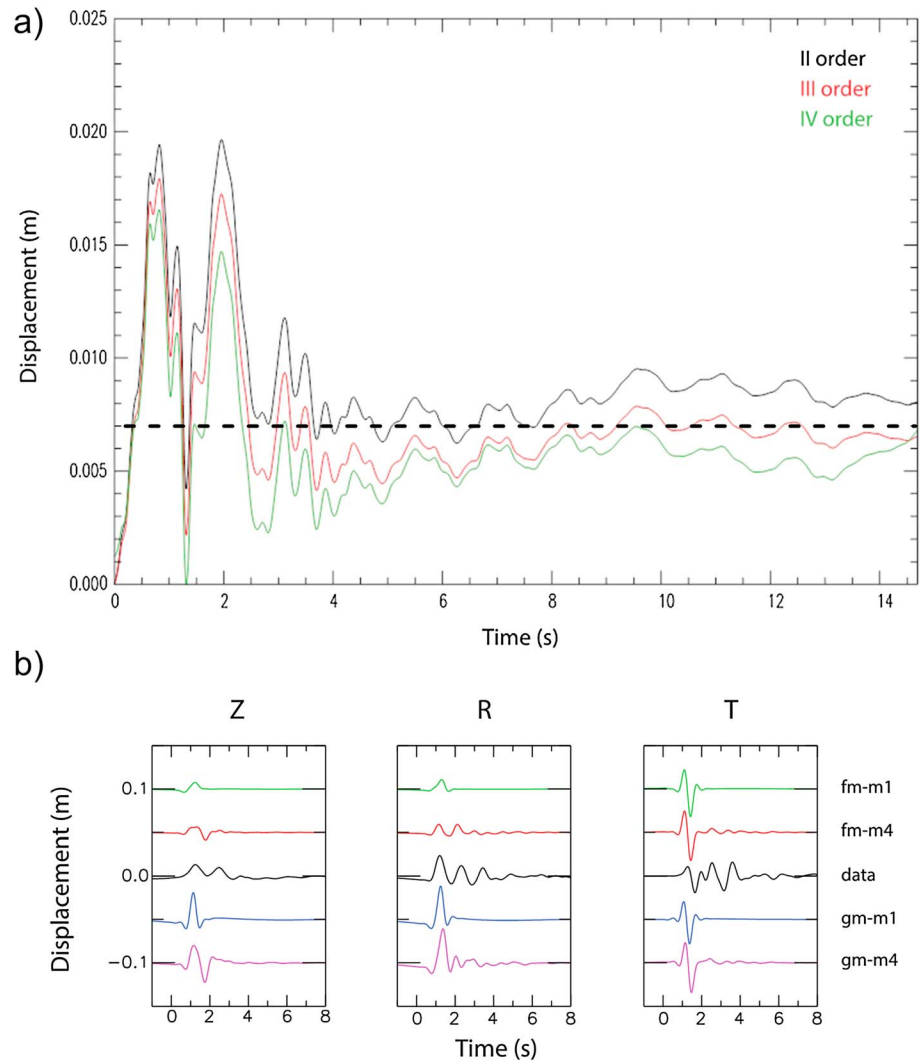 a)
0.025
0.020
0.015
0.010
0.005
0.000
Displacement (m)
II order
III order
IV order
0 2 4 6 8 10 12 14
Time (s)
b)
Z R T
Displacement (m)
0.1
0.0
−0.1
fm-m1
fm-m4
data
gm-m1
gm-m4
0 2 4 6 8 0 2 4 6 8 0 2 4 6 8
Time (s)